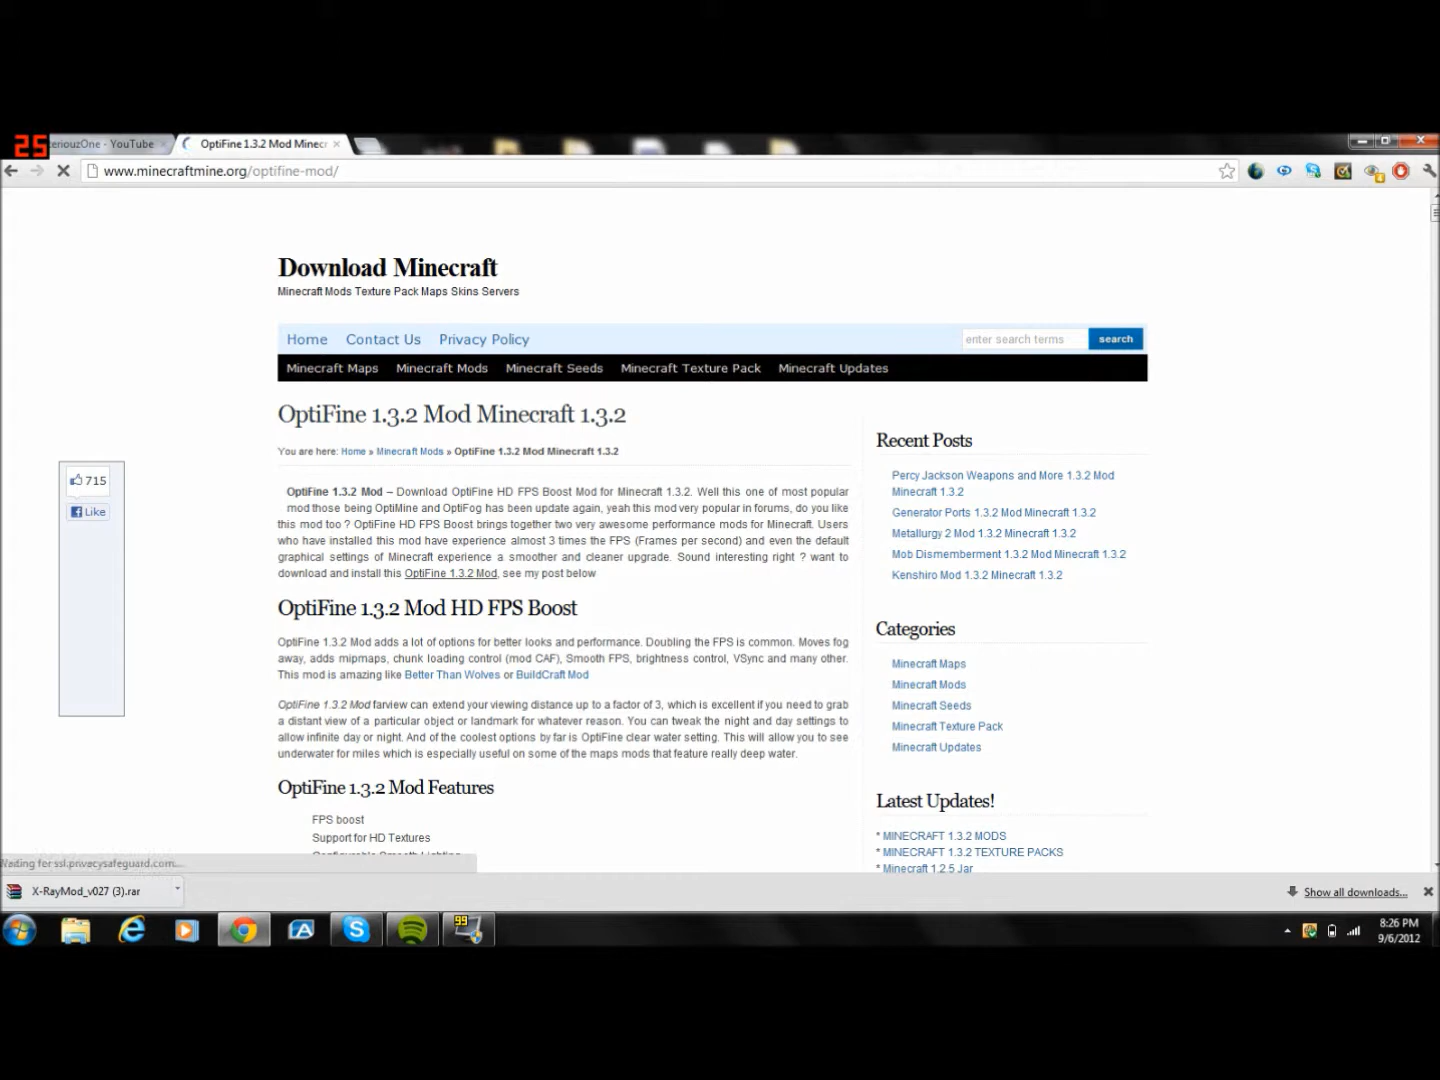 25
eriouzOne - YouTube
OptiFine 1.3.2 Mod Minecr
www.minecraftmine.org/optifine-mod/
Download Minecraft
Minecraft Mods Texture Pack Maps Skins Servers
Home Contact Us Privacy Policy
enter search terms search
Minecraft Maps Minecraft Mods Minecraft Seeds Minecraft Texture Pack Minecraft Updates
OptiFine 1.3.2 Mod Minecraft 1.3.2
You are here: Home » Minecraft Mods » OptiFine 1.3.2 Mod Minecraft 1.3.2
715
Like
OptiFine 1.3.2 Mod – Download OptiFine HD FPS Boost Mod for Minecraft 1.3.2. Well this one of most popular
mod those being OptiMine and OptiFog has been update again, yeah this mod very popular in forums, do you like
this mod too ? OptiFine HD FPS Boost brings together two very awesome performance mods for Minecraft. Users
who have installed this mod have experience almost 3 times the FPS (Frames per second) and even the default
graphical settings of Minecraft experience a smoother and cleaner upgrade. Sound interesting right ? want to
download and install this OptiFine 1.3.2 Mod, see my post below
OptiFine 1.3.2 Mod HD FPS Boost
OptiFine 1.3.2 Mod adds a lot of options for better looks and performance. Doubling the FPS is common. Moves fog
away, adds mipmaps, chunk loading control (mod CAF), Smooth FPS, brightness control, VSync and many other.
This mod is amazing like Better Than Wolves or BuildCraft Mod
OptiFine 1.3.2 Mod farview can extend your viewing distance up to a factor of 3, which is excellent if you need to grab
a distant view of a particular object or landmark for whatever reason. You can tweak the night and day settings to
allow infinite day or night. And of the coolest options by far is OptiFine clear water setting. This will allow you to see
underwater for miles which is especially useful on some of the maps mods that feature really deep water.
OptiFine 1.3.2 Mod Features
FPS boost
Support for HD Textures
Configurable Smooth Lighting
Recent Posts
Percy Jackson Weapons and More 1.3.2 Mod
Minecraft 1.3.2
Generator Ports 1.3.2 Mod Minecraft 1.3.2
Metallurgy 2 Mod 1.3.2 Minecraft 1.3.2
Mob Dismemberment 1.3.2 Mod Minecraft 1.3.2
Kenshiro Mod 1.3.2 Minecraft 1.3.2
Categories
Minecraft Maps
Minecraft Mods
Minecraft Seeds
Minecraft Texture Pack
Minecraft Updates
Latest Updates!
* MINECRAFT 1.3.2 MODS
* MINECRAFT 1.3.2 TEXTURE PACKS
* Minecraft 1.2.5 Jar
Waiting for ssl.privacysafeguard.com...
X-RayMod_v027 (3).rar
Show all downloads...
99
8:26 PM
9/6/2012